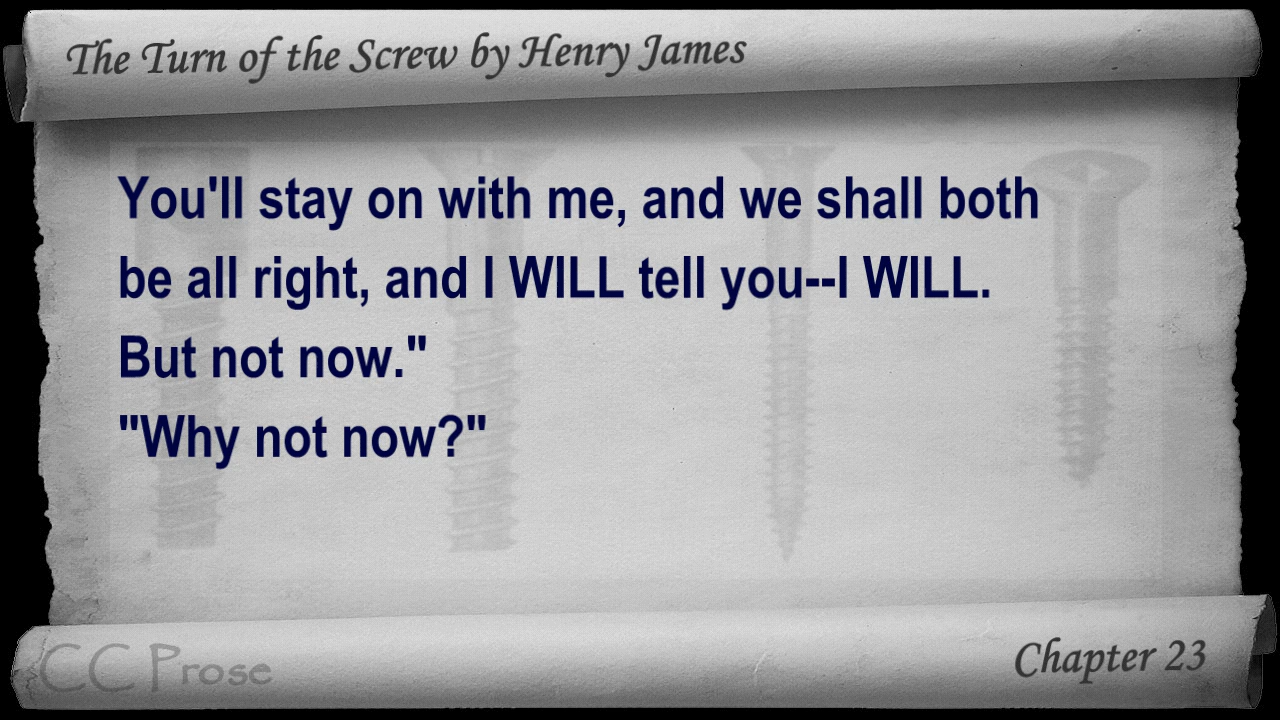 The Turn of the Screw by Henry James
You'll stay on with me, and we shall both
be all right, and I WILL tell you--I WILL.
But not now."
"Why not now?"
CC Prose
Chapter 23